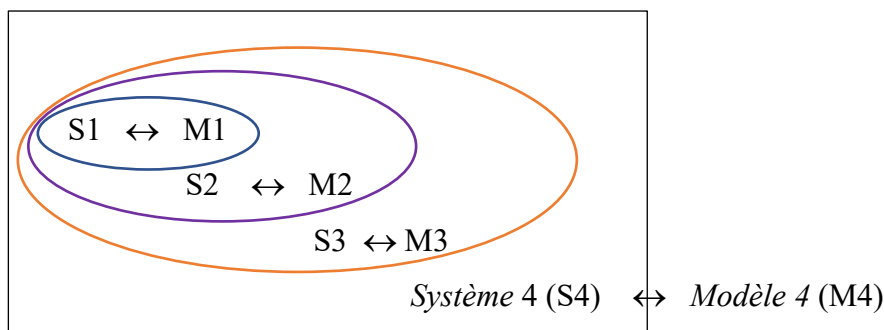 S1 ↔ M1
S2 ↔ M2
S3 ↔ M3
Système 4 (S4) ↔ Modèle 4 (M4)